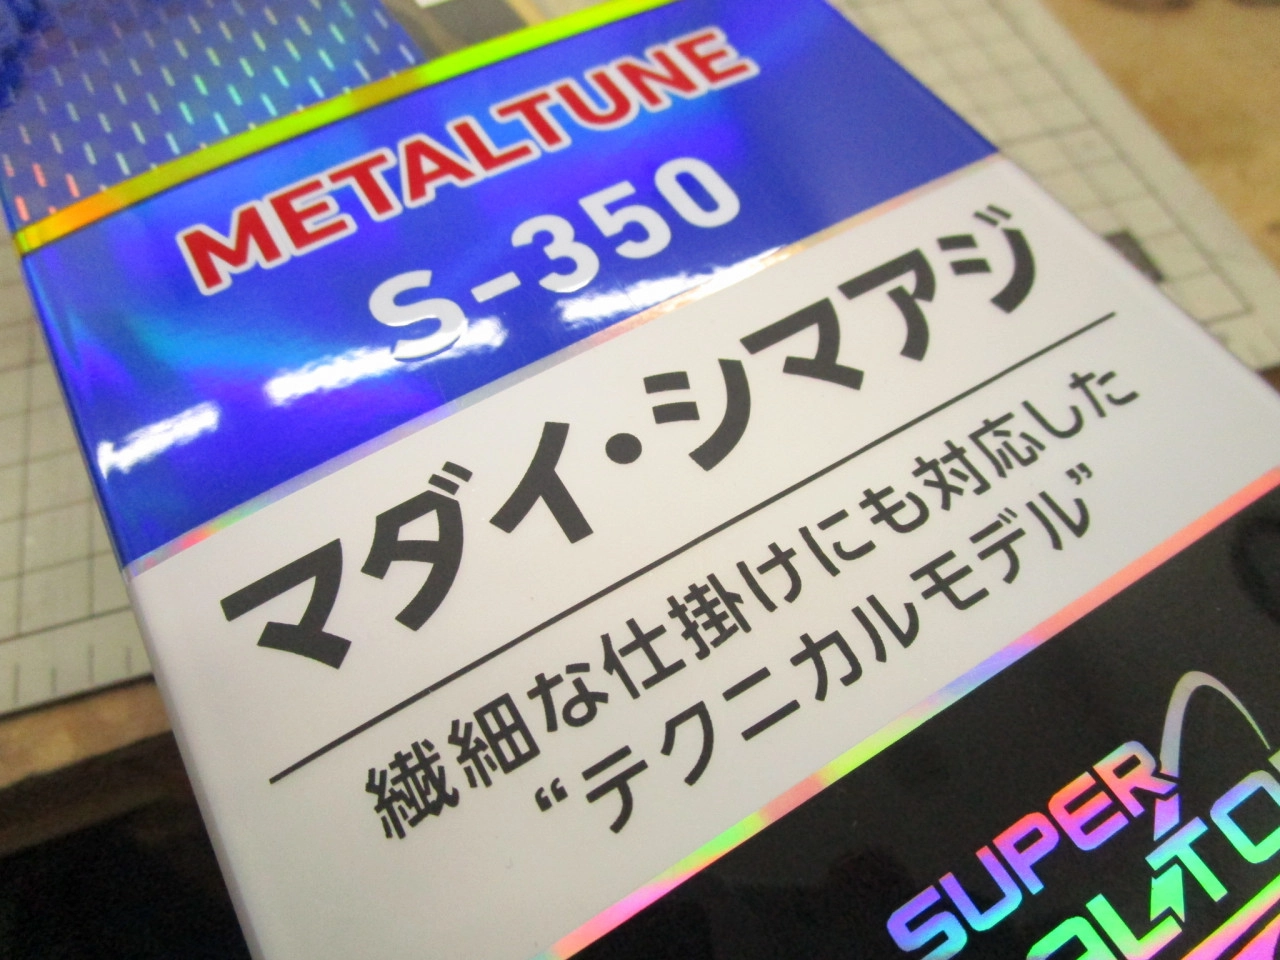 METALTUNE
S-350
マダイ・シマアジ
繊細な仕掛けにも対応した
“テクニカルモデル”
SUPER